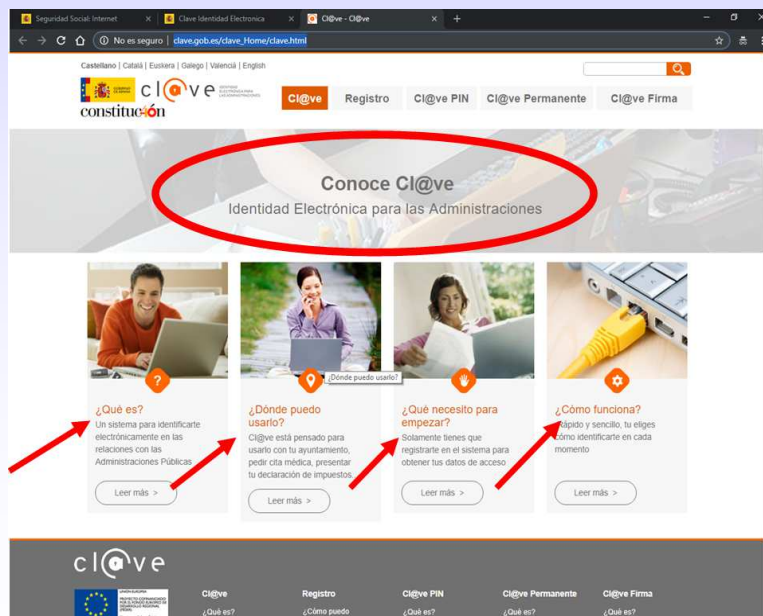 Seguridad Social: Internet
Clave Identidad Electronica
Cl@ve - Cl@ve
No es seguro | clave.gob.es/clave_Home/clave.html
Castellano | Català | Euskera | Galego | Valencià | English
cl@ve
constitución
Cl@ve Registro Cl@ve PIN Cl@ve Permanente Cl@ve Firma
Conoce Cl@ve
Identidad Electrónica para las Administraciones
¿Dónde puedo usarlo?
¿Qué es?
Un sistema para identificarte
electrónicamente en las
relaciones con las
Administraciones Públicas
Leer más >
¿Dónde puedo
usarlo?
Cl@ve está pensado para
usarlo con tu ayuntamiento,
pedir cita médica, presentar
tu declaración de impuestos.
Leer más >
¿Qué necesito para
empezar?
Solamente tienes que
registrarte en el sistema para
obtener tus datos de acceso
Leer más >
¿Cómo funciona?
Rápido y sencillo, tu eliges
cómo identificarte en cada
momento
Leer más >
cl@ve
UNIÓN EUROPEA
Cl@ve Registro Cl@ve PIN Cl@ve Permanente Cl@ve Firma
¿Qué es? ¿Cómo puedo ¿Qué es? ¿Qué es? ¿Qué es?